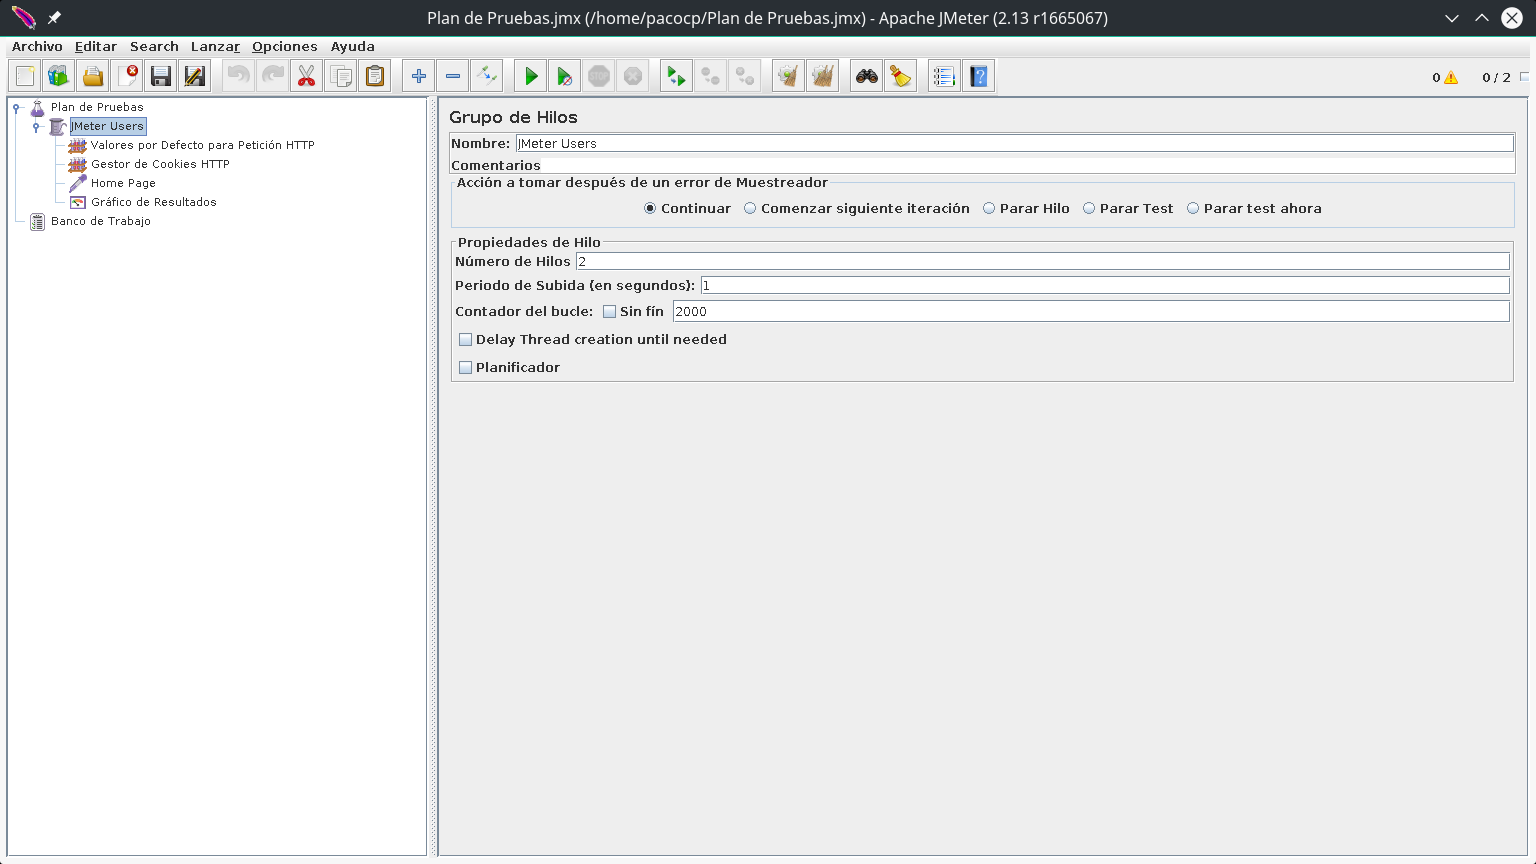 Plan de Pruebas.jmx (/home/pacocp/Plan de Pruebas.jmx) - Apache JMeter (2.13 r1665067)
Archivo Editar Search Lanzar Opciones Ayuda
STOP
0 0 / 2
Plan de Pruebas
JMeter Users
Valores por Defecto para Petición HTTP
Gestor de Cookies HTTP
Home Page
Gráfico de Resultados
Banco de Trabajo
Grupo de Hilos
Nombre: JMeter Users
Comentarios
Acción a tomar después de un error de Muestreador
Continuar Comenzar siguiente iteración Parar Hilo Parar Test Parar test ahora
Propiedades de Hilo
Número de Hilos 2
Periodo de Subida {en segundos}: 1
Contador del bucle: Sin fín 2000
Delay Thread creation until needed
Planificador